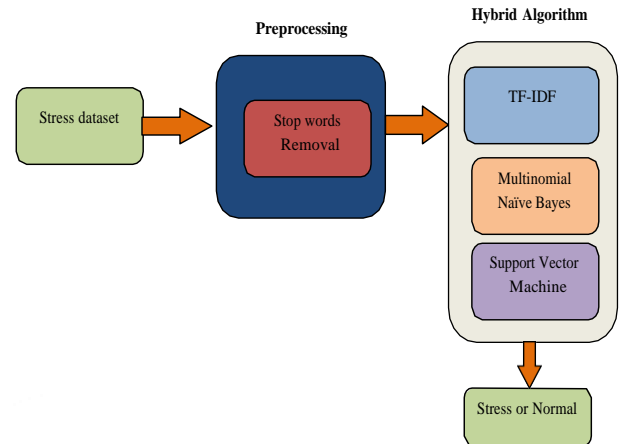 Hybrid Algorithm
Preprocessing
Stress dataset
Stop words
Removal
TF-IDF
Multinomial
Naïve Bayes
Support Vector
Machine
Stress or Normal